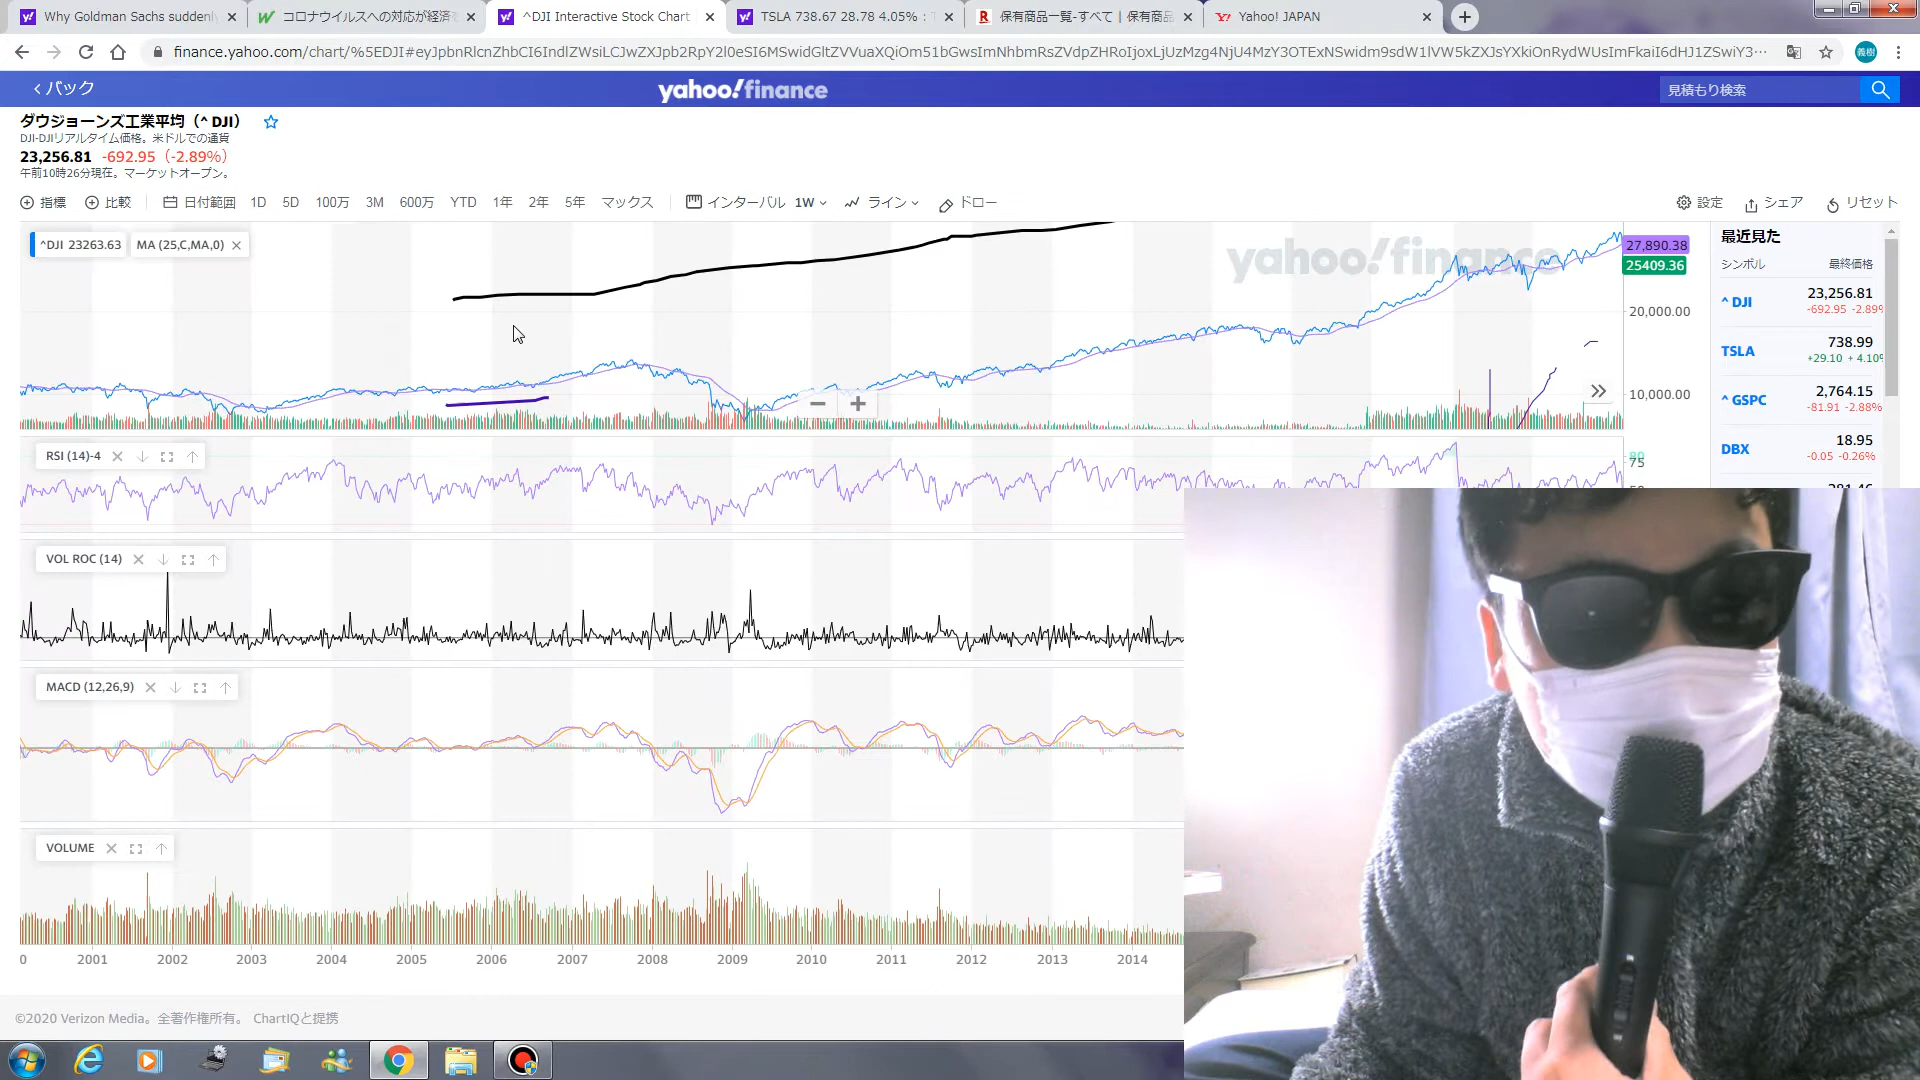 Why Goldman Sachs suddenly
コロナウイルスへの対応が経済を
^DJI Interactive Stock Chart
TSLA 738.67 28.78 4.05% : T
保有商品一覧-すべて | 保有商品
Yahoo! JAPAN
バック
yahoo!finance
見積もり検索
ダウジョーンズ工業平均（^ DJI）
DJI-DJIリアルタイム価格。米ドルでの通貨
23,256.81 -692.95（-2.89%）
午前10時26分現在。マーケットオープン。
指標 比較 日付範囲 1D 5D 100万 3M 600万 YTD 1年 2年 5年 マックス インターバル 1W ライン ドロー 設定 シェア リセット
^DJI 23263.63 MA (25,C,MA,0)
yahoo!finance
27,890.38
25409.36
20,000.00
10,000.00
最近見た
シンボル 最終価格
^ DJI 23,256.81
-692.95 -2.89%
TSLA 738.99
+29.10 + 4.10%
^ GSPC 2,764.15
-81.91 -2.88%
DBX 18.95
-0.05 -0.26%
RSI (14)-4
80
75
VOL ROC (14)
MACD (12,26,9)
VOLUME
0 2001 2002 2003 2004 2005 2006 2007 2008 2009 2010 2011 2012 2013 2014
©2020 Verizon Media。全著作権所有。 ChartIQと提携